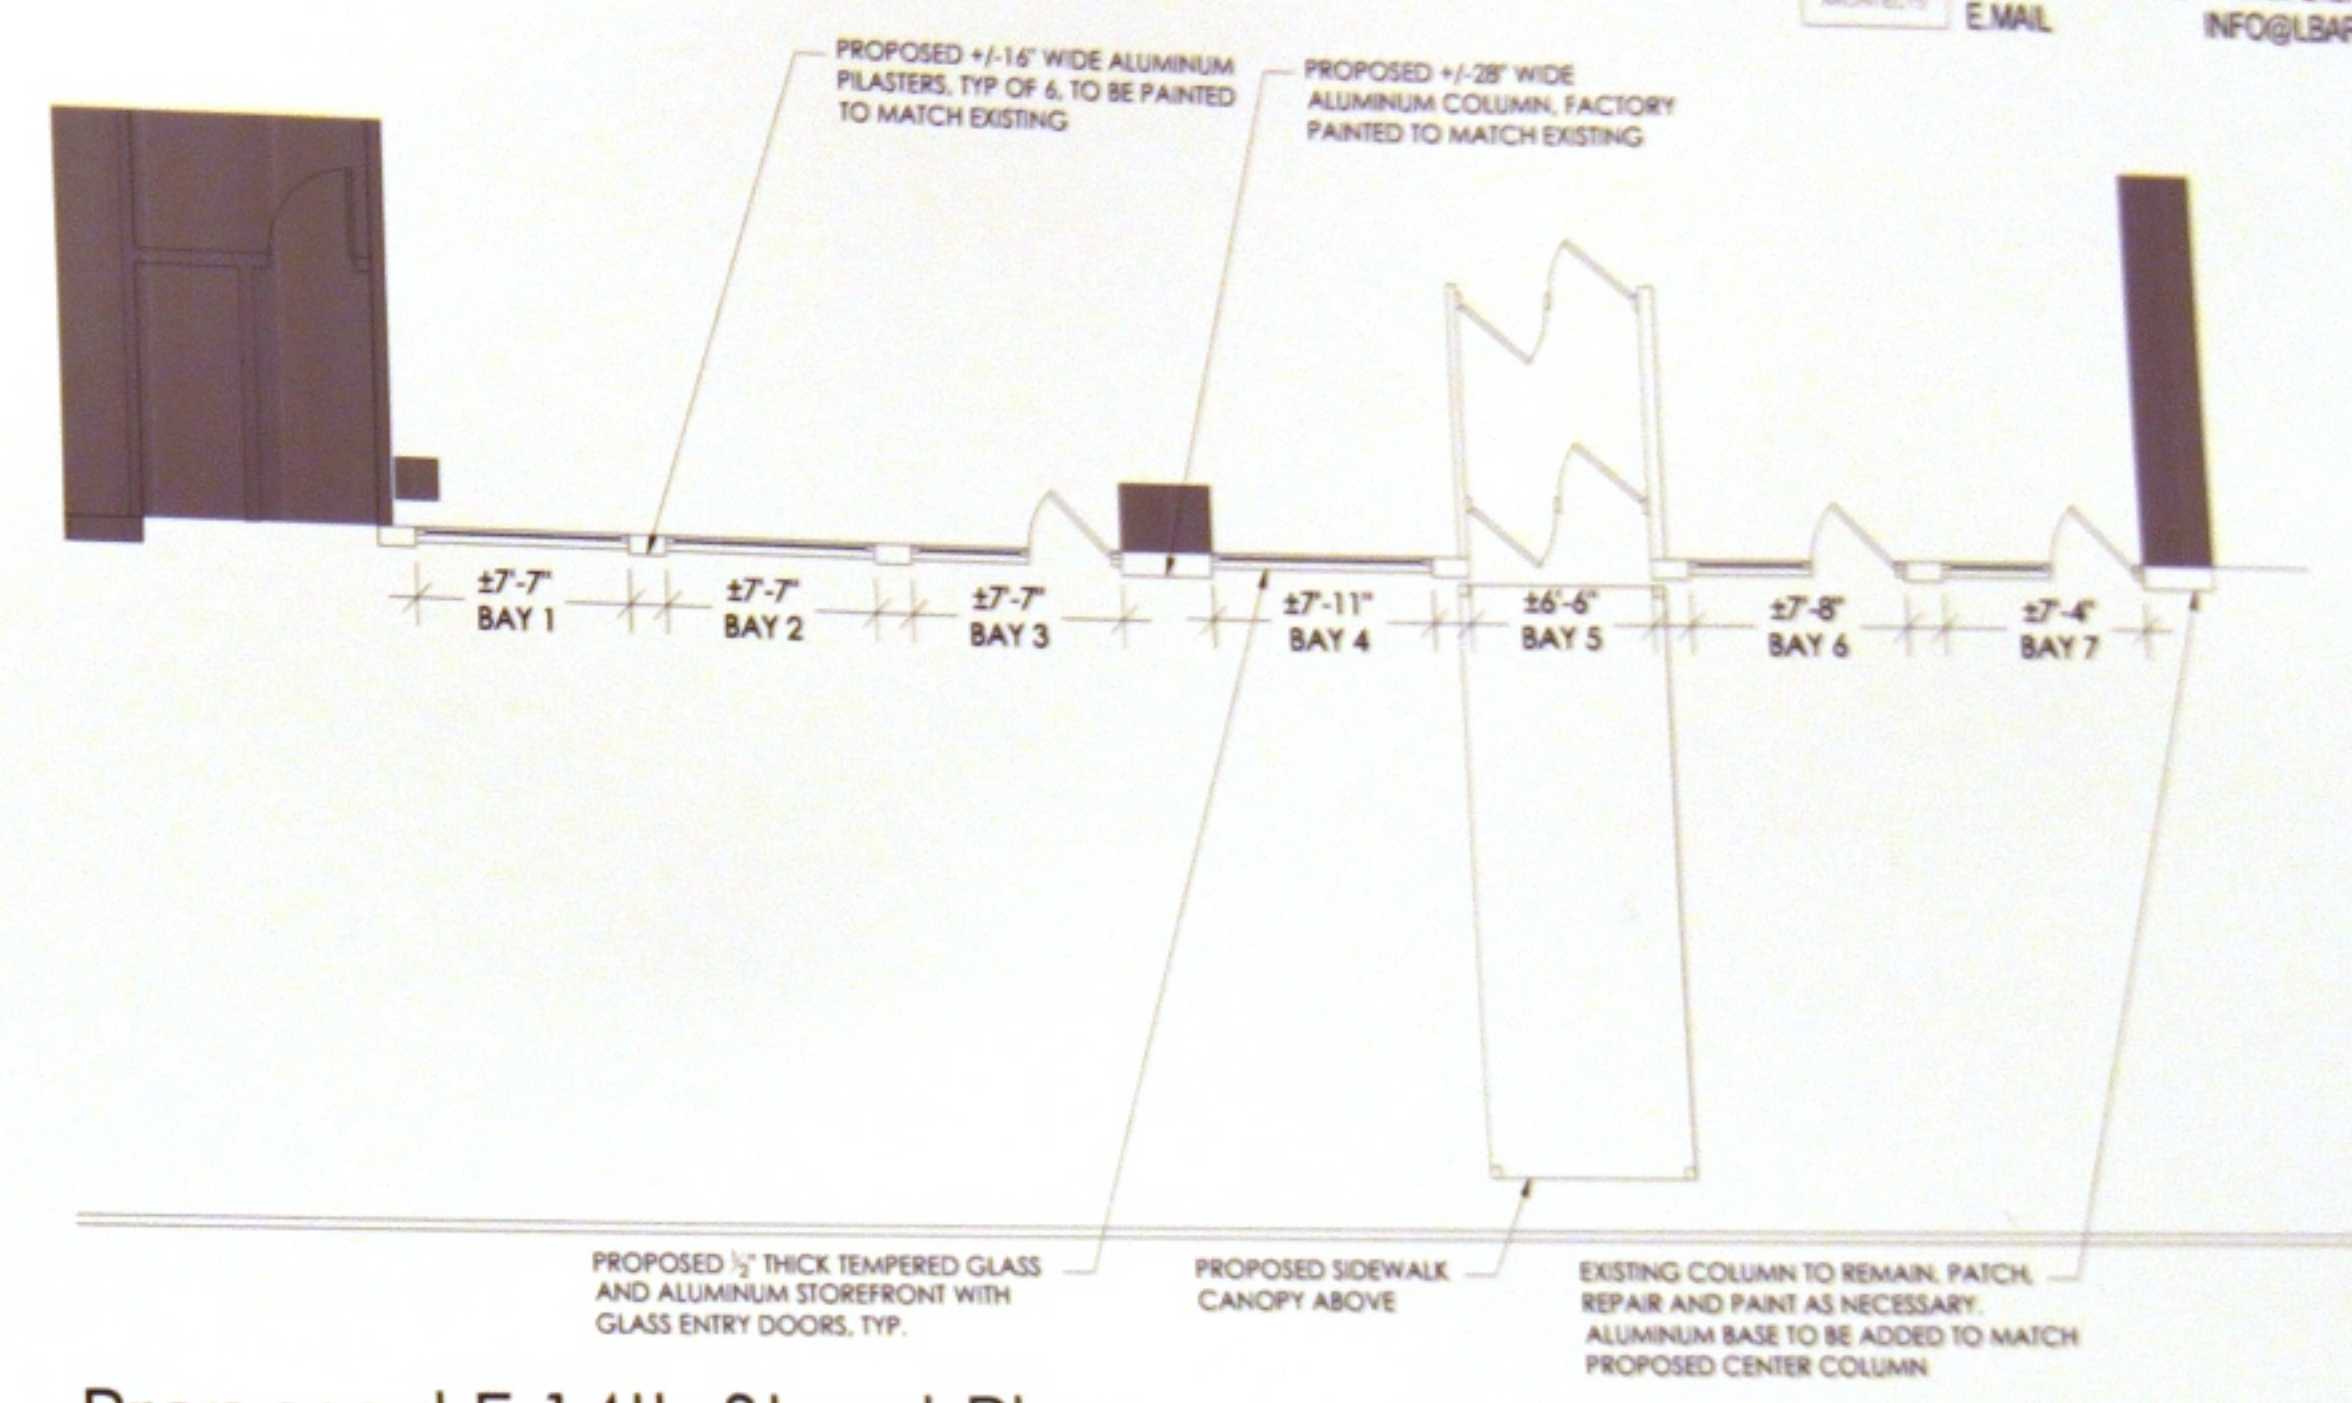 E.MAIL
PROPOSED +/-16" WIDE ALUMINUM
PILASTERS, TYP OF 6, TO BE PAINTED
TO MATCH EXISTING
PROPOSED +/-28" WIDE
ALUMINUM COLUMN, FACTORY
PAINTED TO MATCH EXISTING
±7'-7"
BAY 1
±7'-7"
BAY 2
±7'-7"
BAY 3
±7'-11"
BAY 4
±6'-6"
BAY 5
±7'-8"
BAY 6
±7'-4"
BAY 7
PROPOSED ½" THICK TEMPERED GLASS
AND ALUMINUM STOREFRONT WITH
GLASS ENTRY DOORS, TYP.
PROPOSED SIDEWALK
CANOPY ABOVE
EXISTING COLUMN TO REMAIN. PATCH,
REPAIR AND PAINT AS NECESSARY.
ALUMINUM BASE TO BE ADDED TO MATCH
PROPOSED CENTER COLUMN